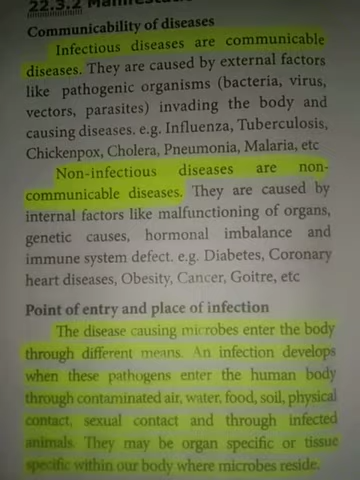 22.3.2
Communicability of diseases
Infectious diseases are communicable
diseases. They are caused by external factors
like pathogenic organisms (bacteria, virus,
vectors, parasites) invading the body and
causing diseases. e.g. Influenza, Tuberculosis,
Chickenpox, Cholera, Pneumonia, Malaria, etc
Non-infectious diseases are non-
communicable diseases. They are caused by
internal factors like malfunctioning of organs,
genetic causes, hormonal imbalance and
immune system defect. e.g. Diabetes, Coronary
heart diseases, Obesity, Cancer, Goitre, etc
Point of entry and place of infection
The disease causing microbes enter the body
through different means. An infection develops
when these pathogens enter the human body
through contaminated air, water, food, soil, physical
contact, sexual contact and through infected
animals. They may be organ specific or tissue
specific within our body where microbes reside.